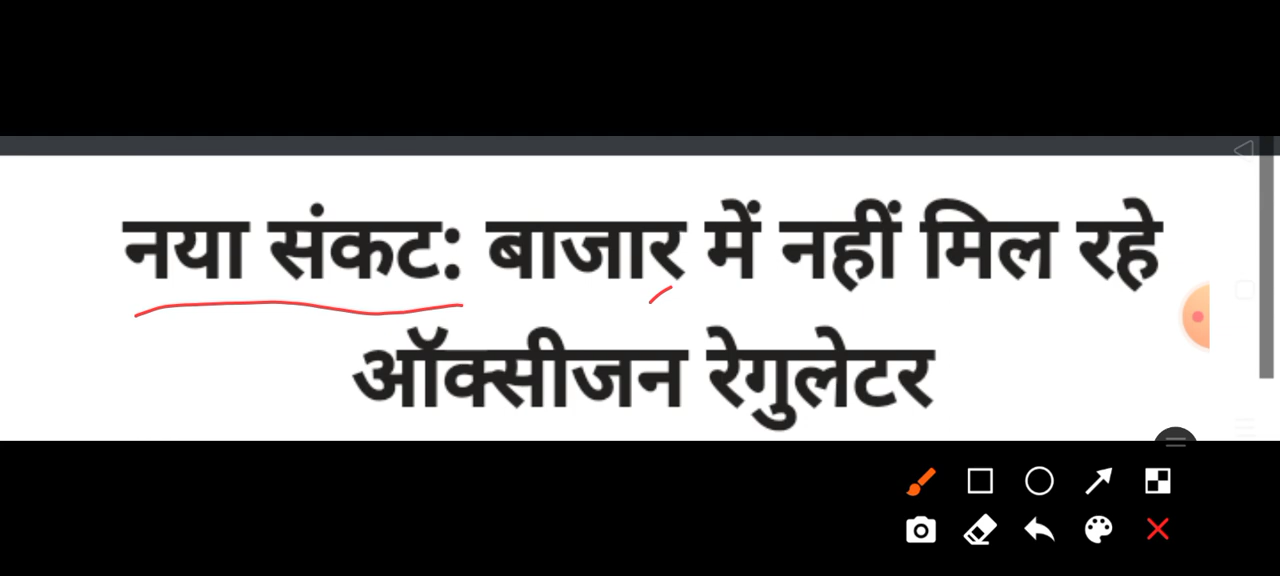 नया संकट: बाजार में नहीं मिल रहे
ऑक्सीजन रेगुलेटर